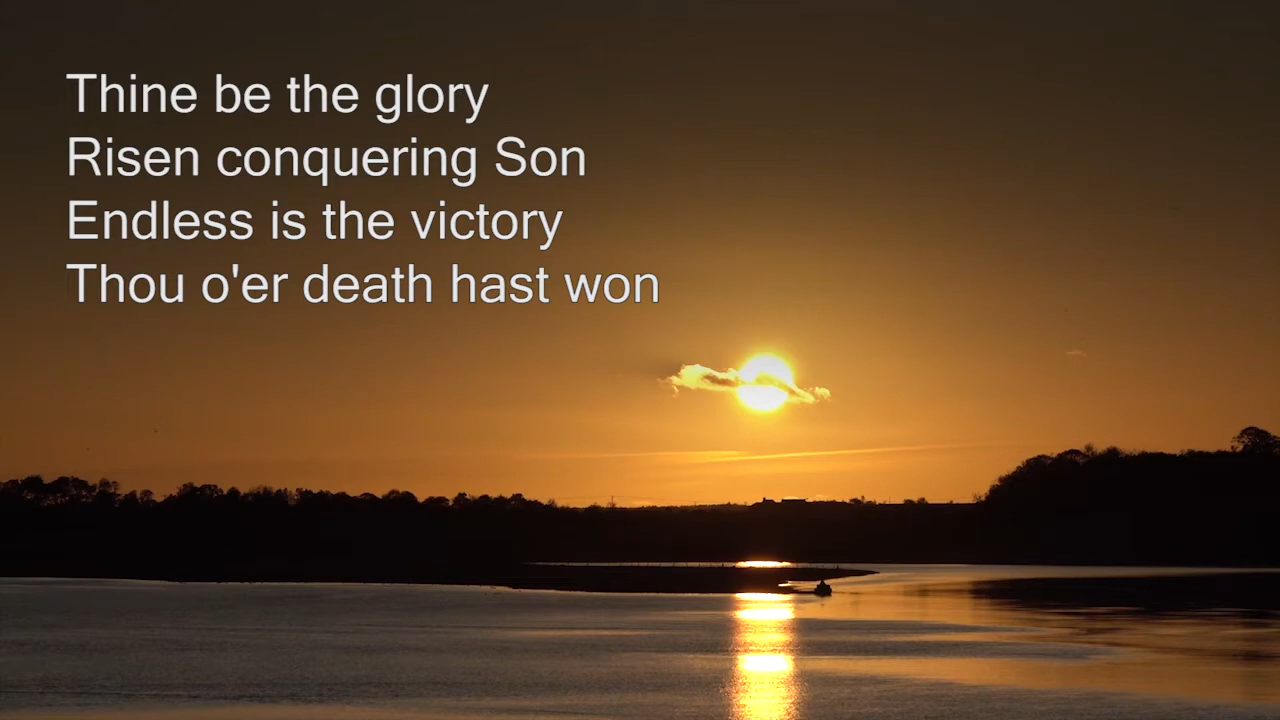 Thine be the glory
Risen conquering Son
Endless is the victory
Thou o'er death hast won